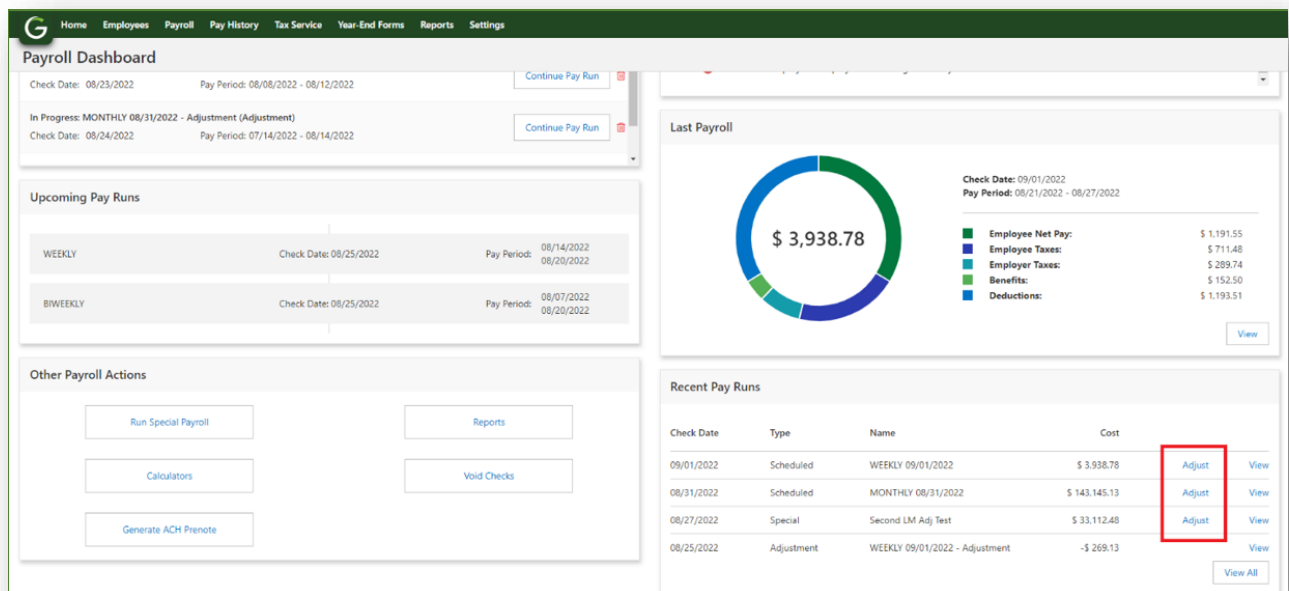 G Home Employees Payroll Pay History Tax Service Year-End Forms Reports Settings
Payroll Dashboard
Check Date: 08/23/2022 Pay Period: 08/08/2022 - 08/12/2022 Continue Pay Run
In Progress: MONTHLY 08/31/2022 - Adjustment (Adjustment)
Check Date: 08/24/2022 Pay Period: 07/14/2022 - 08/14/2022 Continue Pay Run
Upcoming Pay Runs
WEEKLY Check Date: 08/25/2022 Pay Period: 08/14/2022
08/20/2022
BIWEEKLY Check Date: 08/25/2022 Pay Period: 08/07/2022
08/20/2022
Other Payroll Actions
Run Special Payroll Reports
Calculators Void Checks
Generate ACH Prenote
Last Payroll
$ 3,938.78
Check Date: 09/01/2022
Pay Period: 08/21/2022 - 08/27/2022
Employee Net Pay: $ 1,191.55
Employee Taxes: $ 711.48
Employer Taxes: $ 289.74
Benefits: $ 152.50
Deductions: $ 1,193.51
View
Recent Pay Runs
Check Date Type Name Cost
09/01/2022 Scheduled WEEKLY 09/01/2022 $ 3,938.78 Adjust View
08/31/2022 Scheduled MONTHLY 08/31/2022 $ 143,145.13 Adjust View
08/27/2022 Special Second LM Adj Test $ 33,112.48 Adjust View
08/25/2022 Adjustment WEEKLY 09/01/2022 - Adjustment -$ 269.13 View
View All